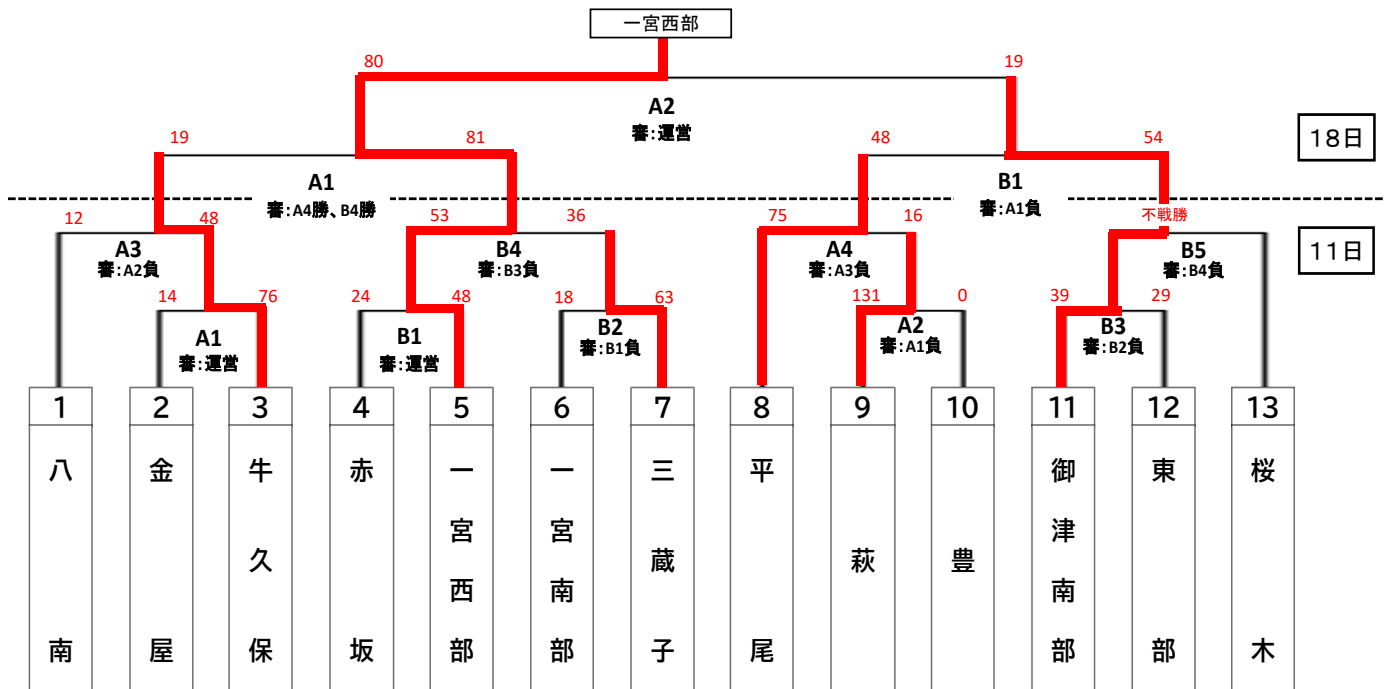 一宮西部
80
19
A2
審:運営
19
81
48
54
18日
A1
審:A4勝、B4勝
B1
審:A1負
12
48
53
36
75
16
不戦勝
A3
審:A2負
B4
審:B3負
A4
審:A3負
B5
審:B4負
11日
14
76
24
48
18
63
131
0
39
29
A1
審:運営
B1
審:運営
B2
審:B1負
A2
審:A1負
B3
審:B2負
1
2
3
4
5
6
7
8
9
10
11
12
13
八南
金屋
牛久保
赤坂
一宮西部
一宮南部
三蔵子
平尾
萩
豊
御津南部
東部
桜木